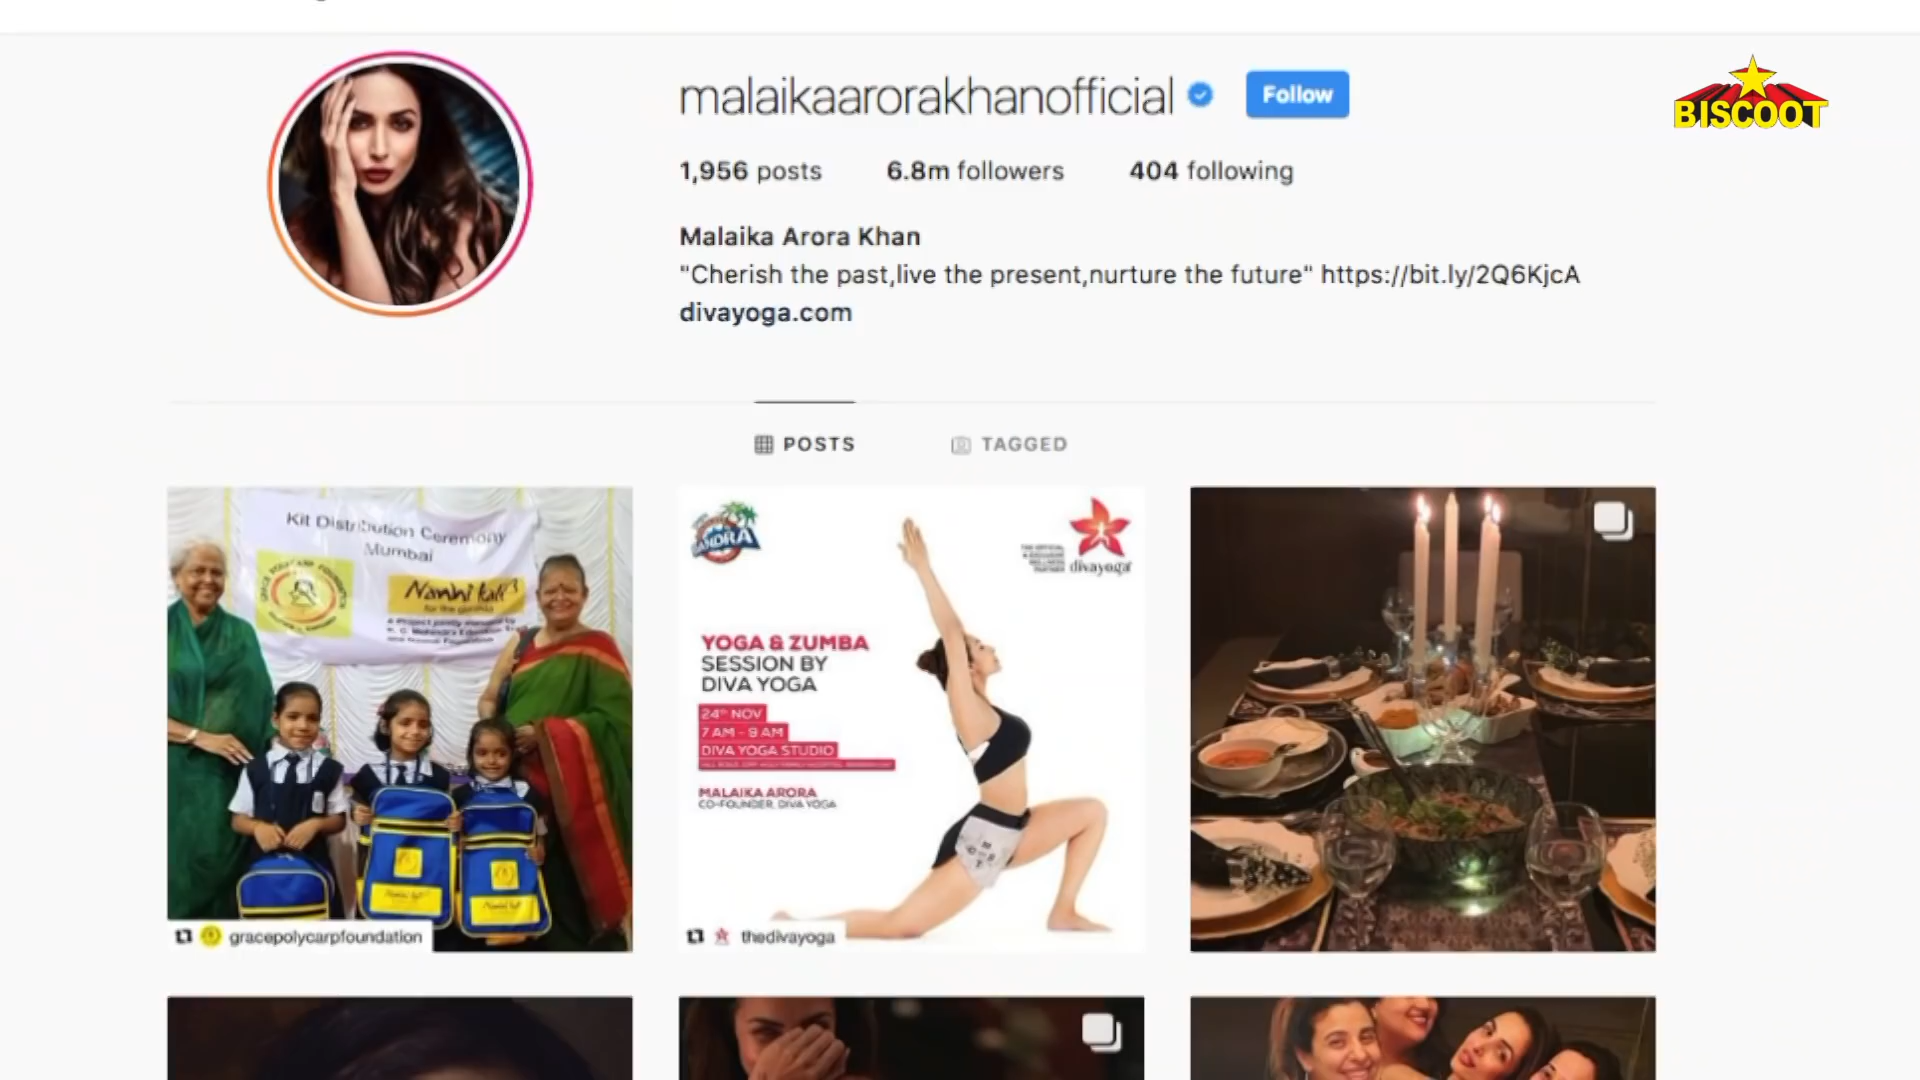 malaikaarorakhanofficial
Follow
BISCOOT
1,956 posts
6.8m followers
404 following
Malaika Arora Khan
"Cherish the past,live the present,nurture the future" https://bit.ly/2Q6KjcA
divayoga.com
POSTS
TAGGED
Kit Distribution Ceremony
Mumbai
Nanhi Kali
gracepolycarpfoundation
BANDRA
divayoga
YOGA & ZUMBA
SESSION BY
DIVA YOGA
24th NOV
7 AM - 9 AM
DIVA YOGA STUDIO
MALAIKA ARORA
CO-FOUNDER, DIVA YOGA
thedivayoga